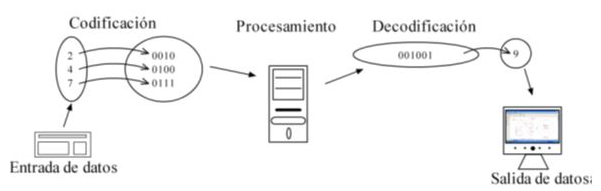 Codificación
Procesamiento
Decodificación
2
4
7
0010
0100
0111
001001
9
Entrada de datos
Salida de datos